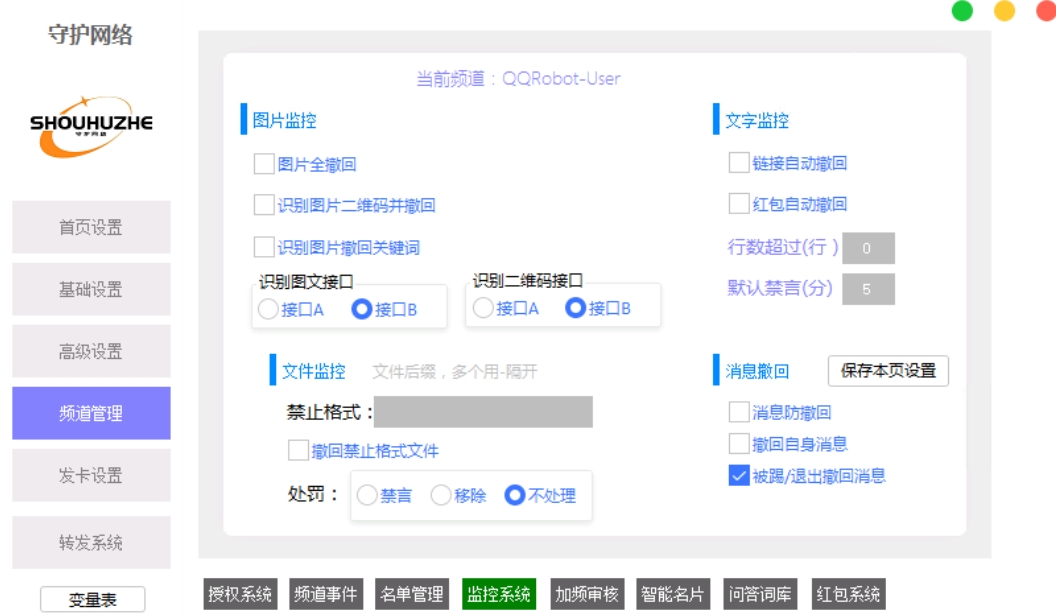 守护网络
SHOUHUZHE
守护网络
首页设置
基础设置
高级设置
频道管理
发卡设置
转发系统
变量表
当前频道：QQRobot-User
图片监控
图片全撤回
识别图片二维码并撤回
识别图片撤回关键词
识别图文接口
接口A 接口B
识别二维码接口
接口A 接口B
文字监控
链接自动撤回
红包自动撤回
行数超过(行 ) 0
默认禁言(分) 5
文件监控 文件后缀，多个用-隔开
禁止格式：
撤回禁止格式文件
处罚： 禁言 移除 不处理
消息撤回 保存本页设置
消息防撤回
撤回自身消息
被踢/退出撤回消息
授权系统 频道事件 名单管理 监控系统 加频审核 智能名片 问答词库 红包系统